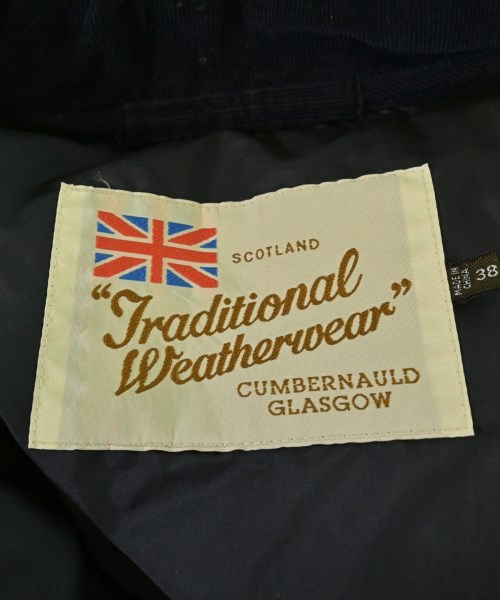 SCOTLAND
“Traditional
Weatherwear”
CUMBERNAULD
GLASGOW
MADE IN
CHINA
38